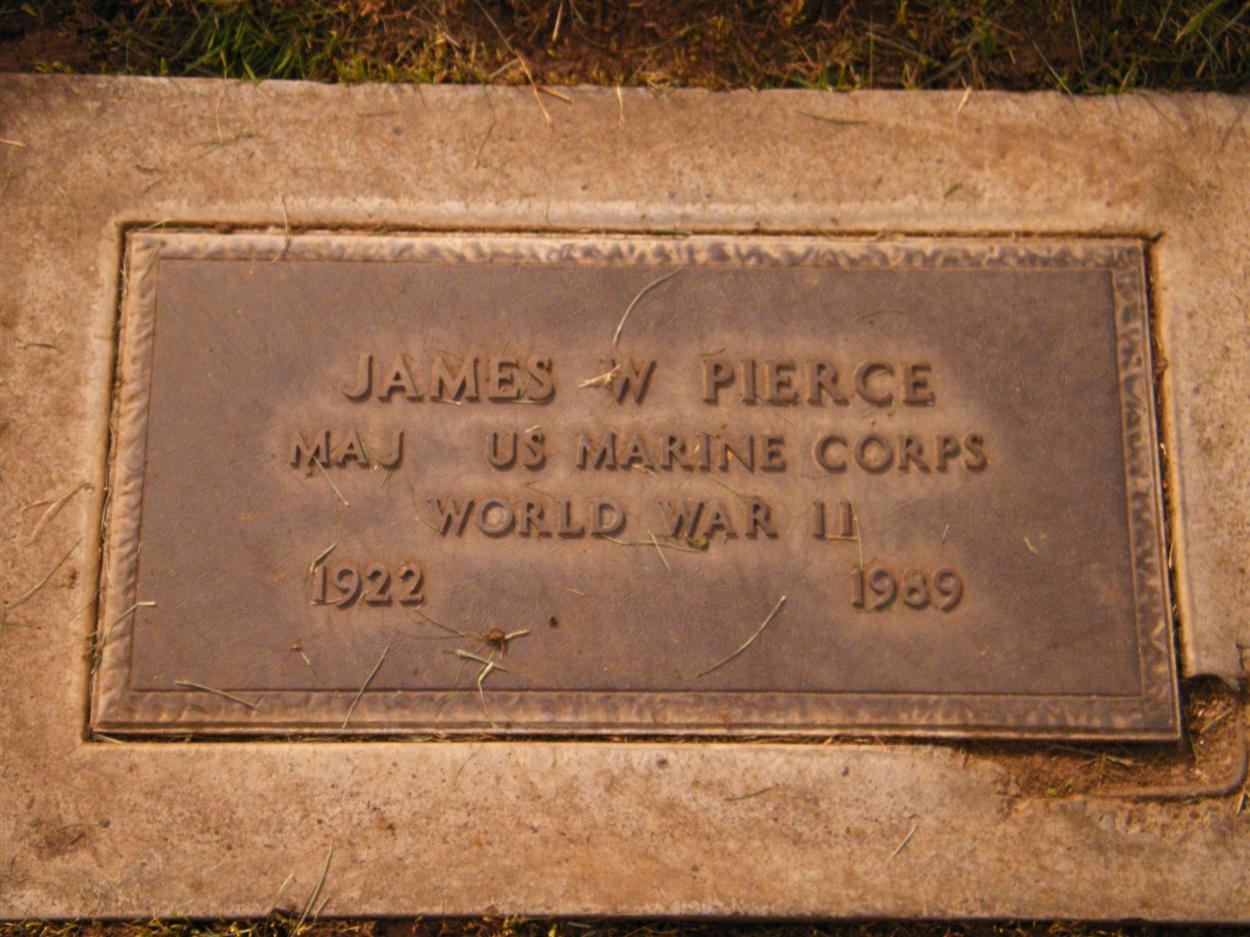 JAMES W PIERCE
MAJ US MARINE CORPS
WORLD WAR II
1922 1989